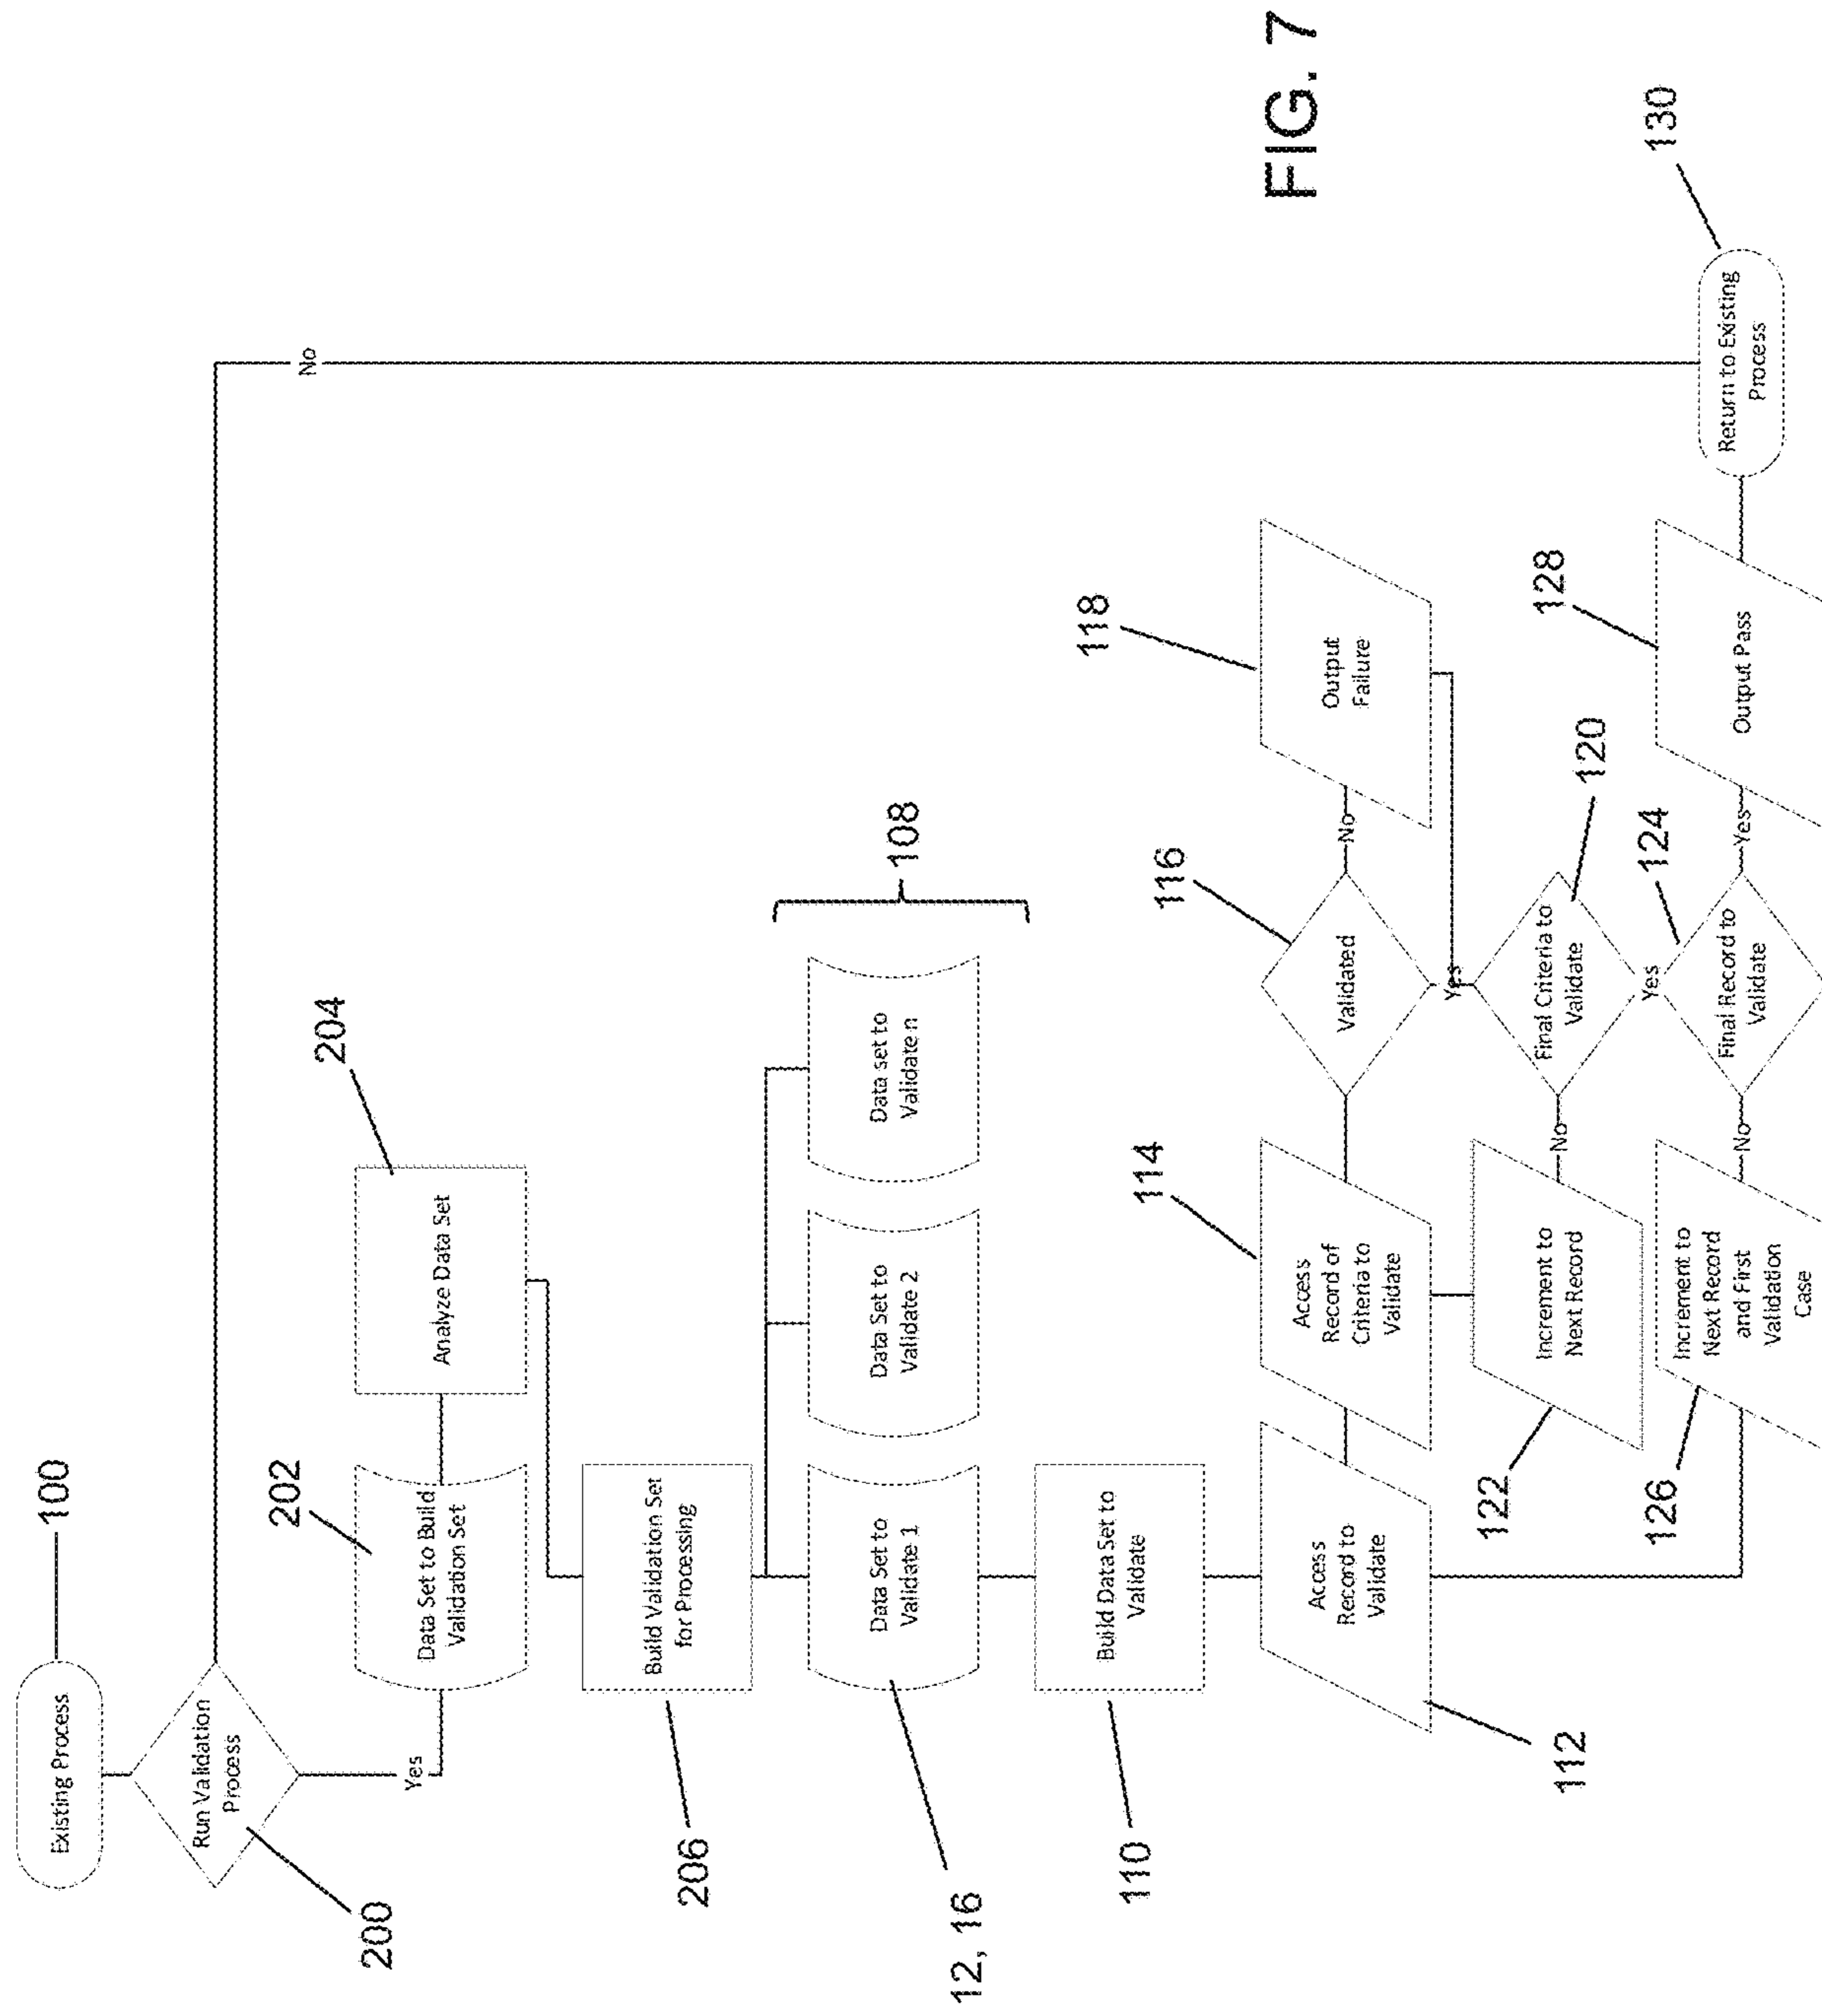 100
Existing Process
Run Validation
Process
200
No
Yes
202
Data Set to Build
Validation Set
204
Analyze Data Set
206
Build Validation Set
for Processing
12, 16
Data Set to
Validate 1
Data Set to
Validate 2
Data set to
Validate n
108
110
Build Data Set to
Validate
112
Access
Record to
Validate
114
Access
Record of
Criteria to
Validate
116
Validated
No
118
Output
Failure
Yes
122
Increment to
Next Record
No
Final Criteria to
Validate
120
Yes
126
Increment to
Next Record
and First
Validation
Case
No
Final Record to
Validate
124
Yes
Output Pass
128
Return to Existing
Process
130
FIG. 7